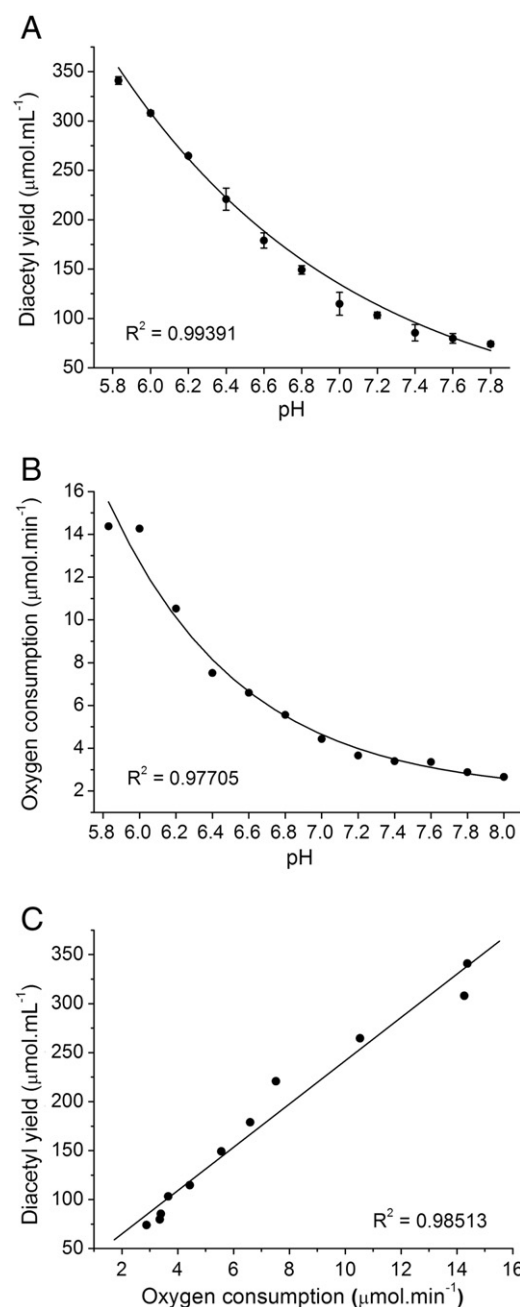 A
Diacetyl yield (μmol.mL⁻¹)
350
300
250
200
150
100
50
R² = 0.99391
5.8 6.0 6.2 6.4 6.6 6.8 7.0 7.2 7.4 7.6 7.8
pH
B
Oxygen consumption (μmol.min⁻¹)
16
14
12
10
8
6
4
2
R² = 0.97705
5.8 6.0 6.2 6.4 6.6 6.8 7.0 7.2 7.4 7.6 7.8 8.0
pH
C
Diacetyl yield (μmol.mL⁻¹)
350
300
250
200
150
100
50
R² = 0.98513
2 4 6 8 10 12 14 16
Oxygen consumption (μmol.min⁻¹)